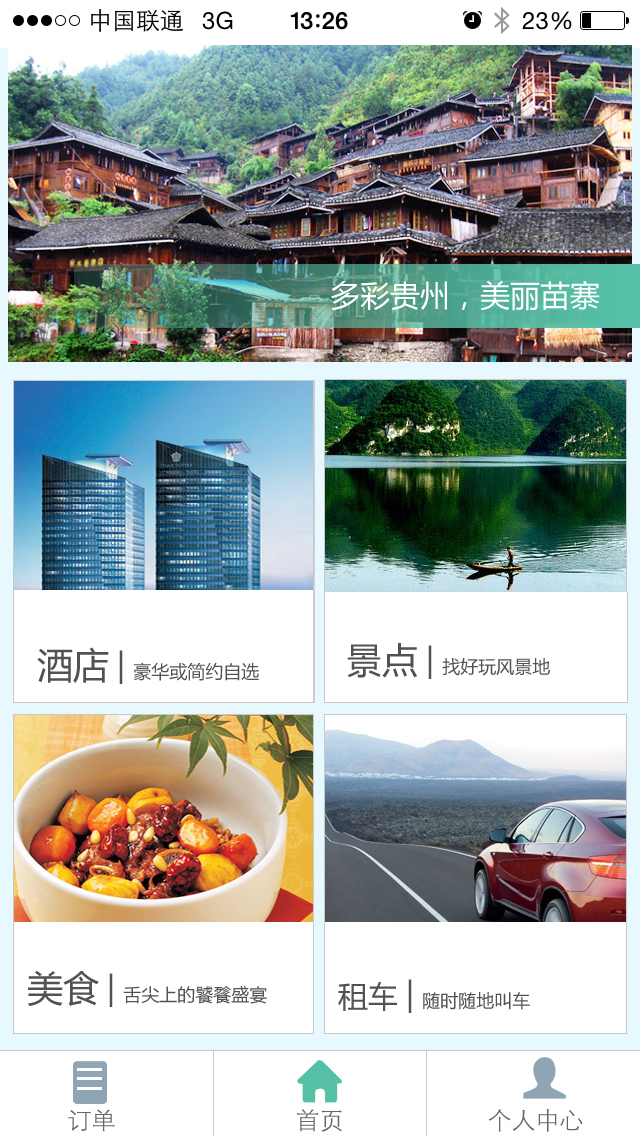 中国联通 3G 13:26 23%
多彩贵州，美丽苗寨
酒店 | 豪华或简约自选
景点 | 找好玩风景地
美食 | 舌尖上的饕餮盛宴
租车 | 随时随地叫车
订单
首页
个人中心